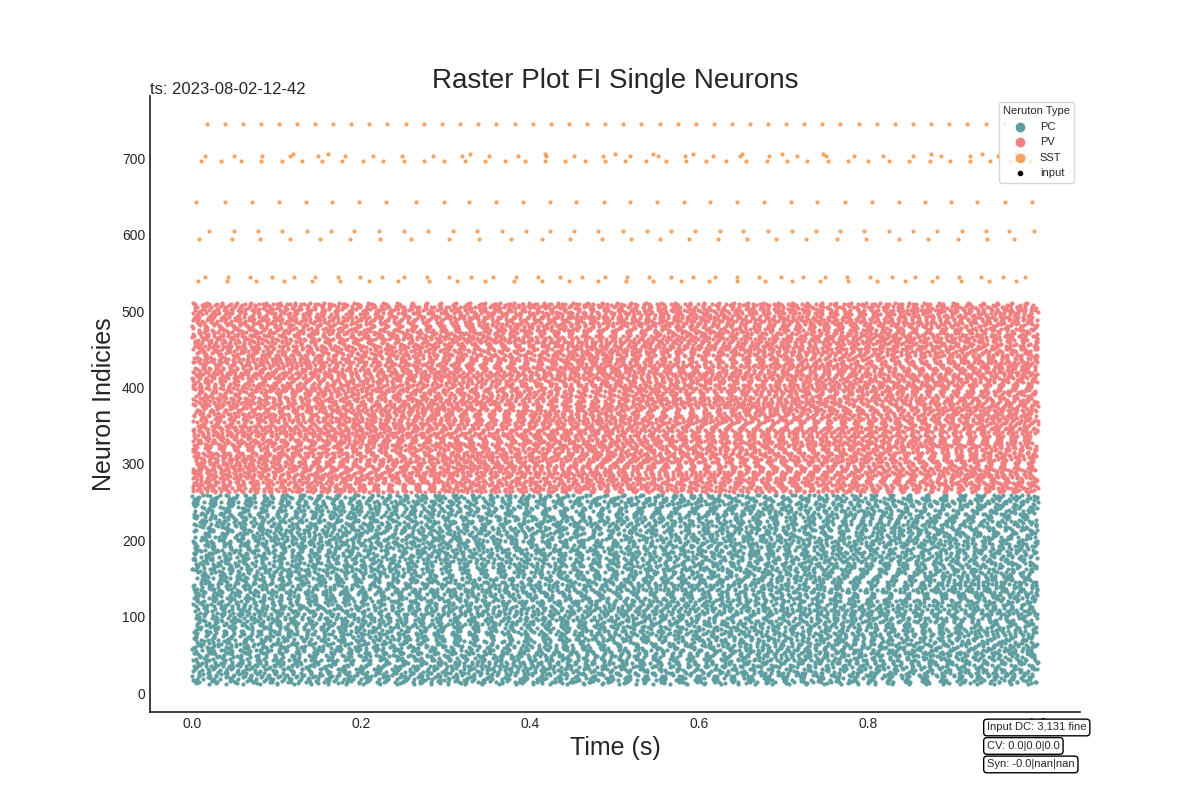 Raster Plot FI Single Neurons
ts: 2023-08-02-12-42
Neruton Type
PC
PV
SST
input
Neuron Indicies
700
600
500
400
300
200
100
0
0.0 0.2 0.4 0.6 0.8
Time (s)
Input DC: 3,131 fine
CV: 0.0|0.0|0.0
Syn: -0.0|nan|nan